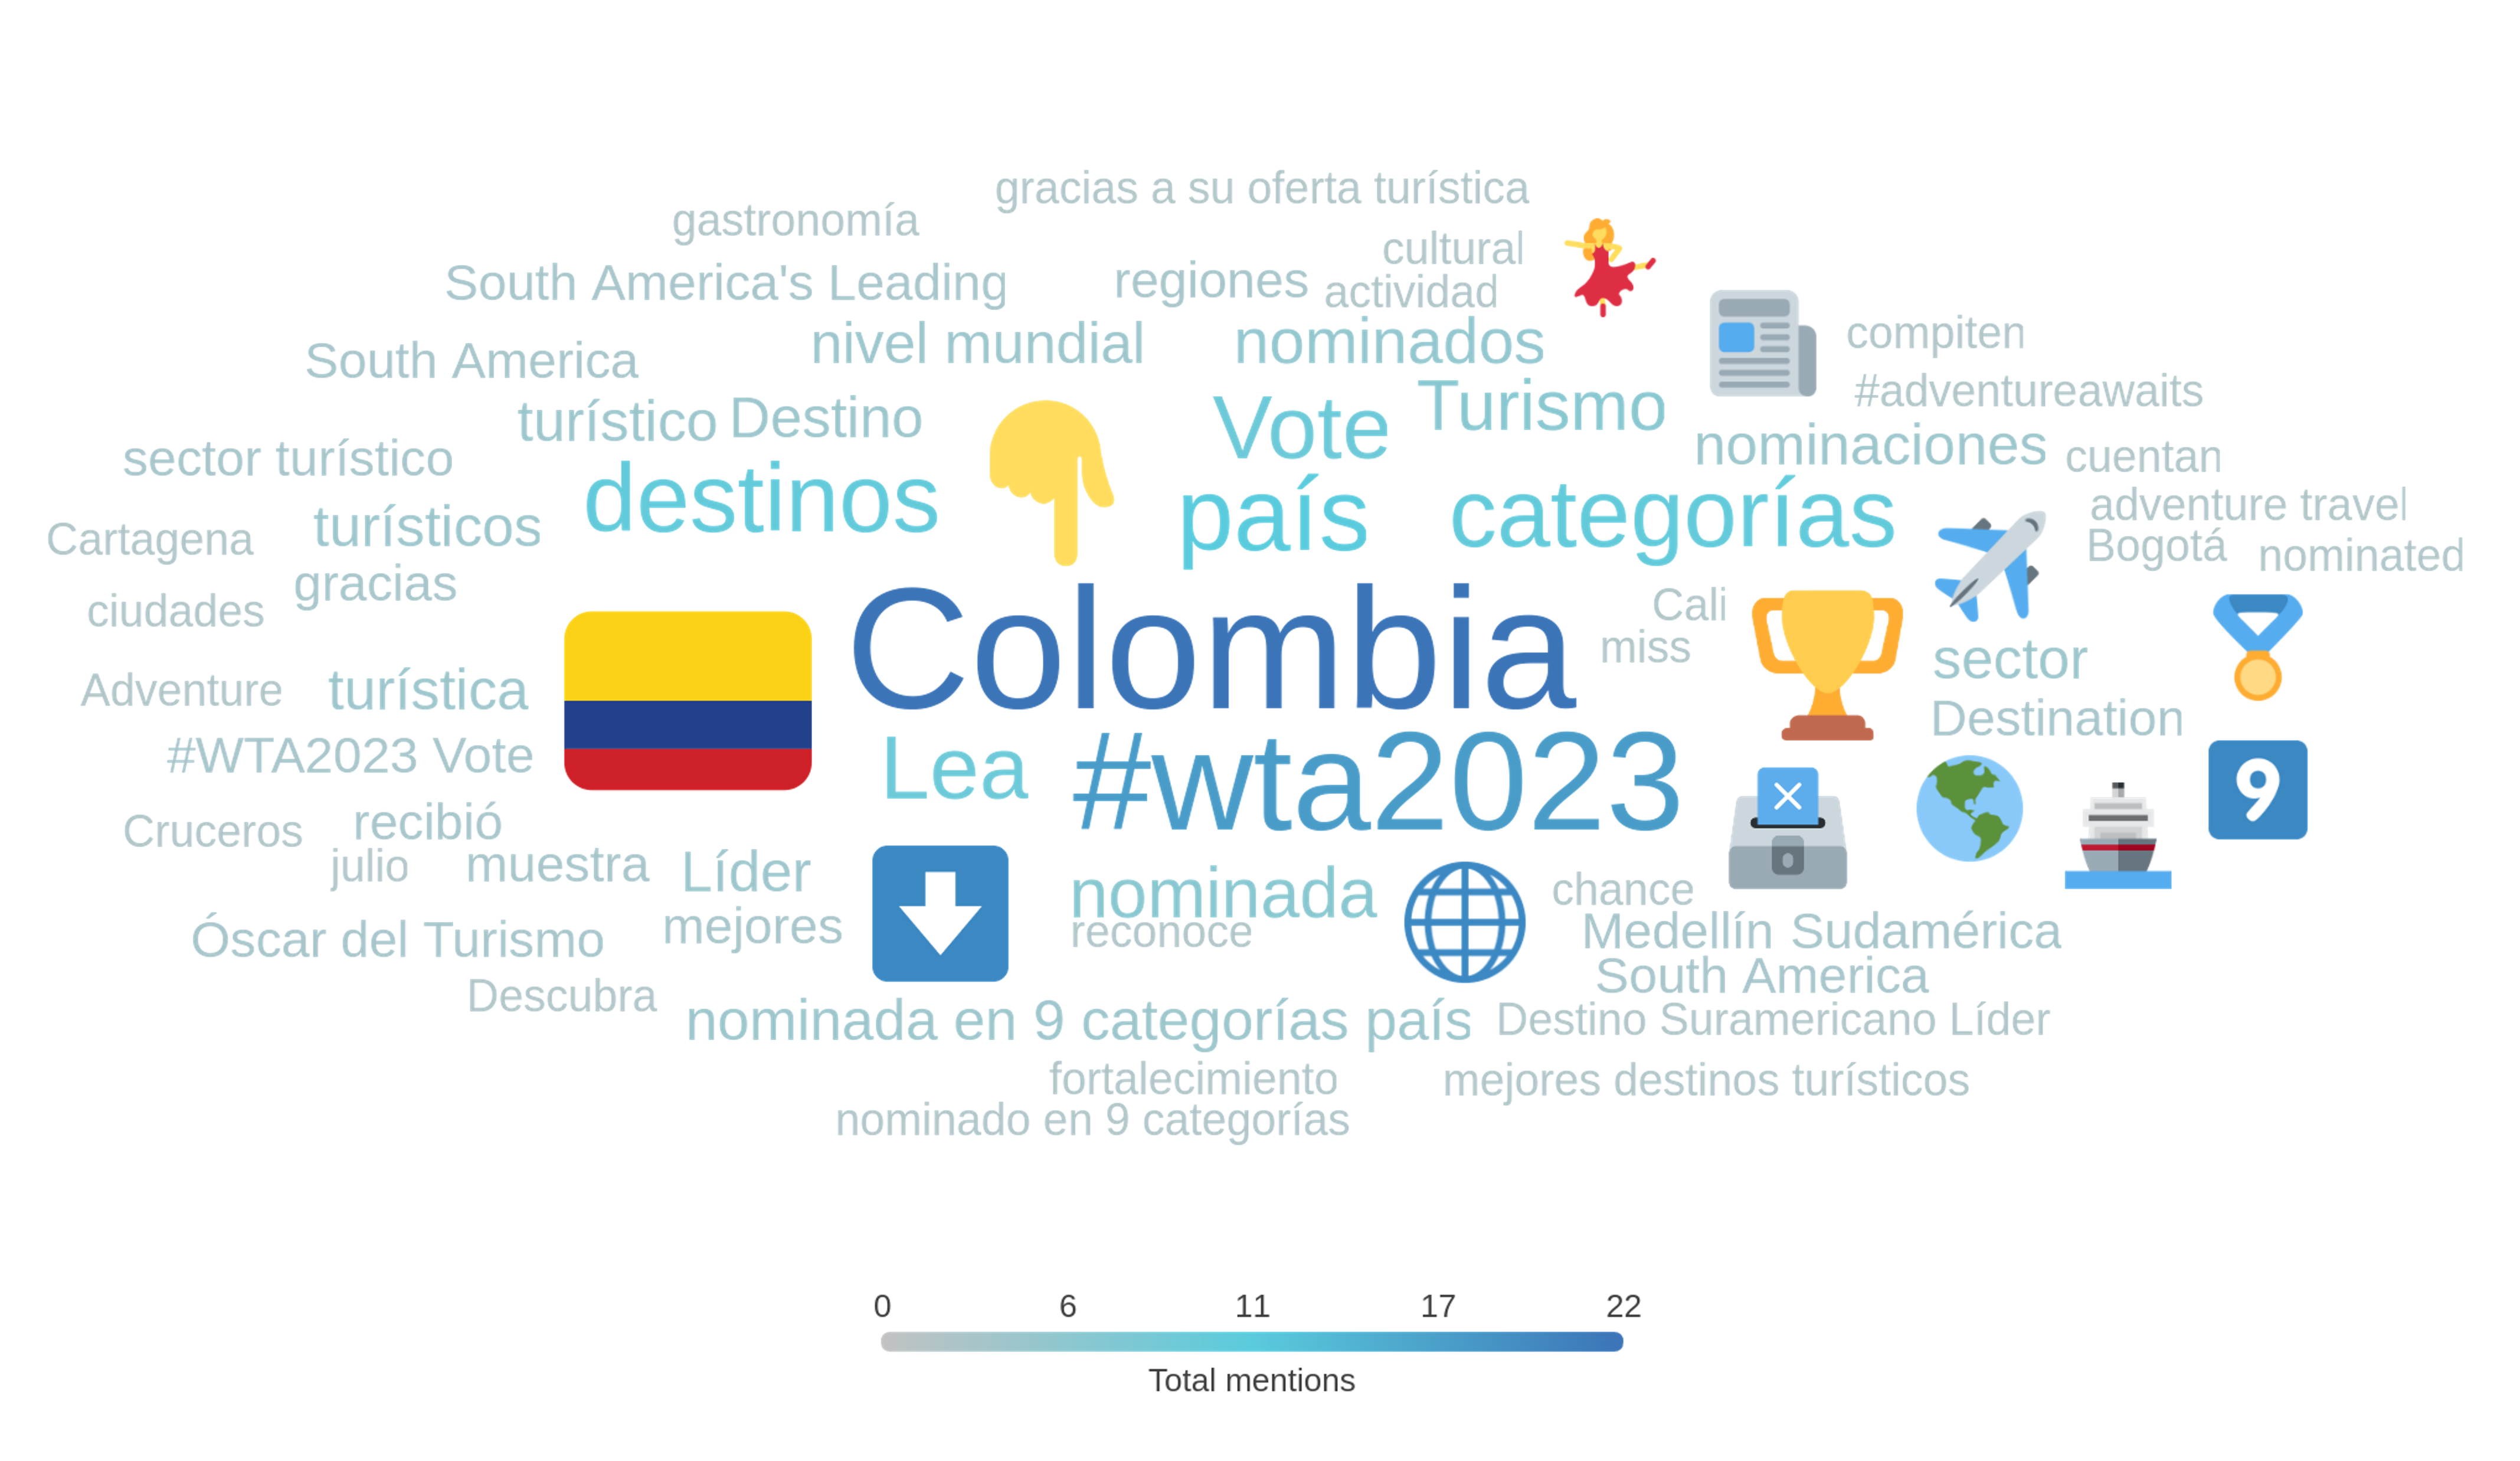 gracias a su oferta turística
gastronomía
cultural
South America's Leading
regiones
actividad
nivel mundial
nominados
compiten
South America
Turismo
#adventureawaits
turístico
Destino
Vote
nominaciones
cuentan
sector turístico
destinos
país
categorías
adventure travel
Cartagena
turísticos
Bogotá
nominated
gracias
ciudades
Colombia
Cali
miss
sector
Adventure
turística
Destination
#WTA2023 Vote
Lea
#wta2023
9
Cruceros
recibió
julio
muestra
Líder
nominada
chance
Óscar del Turismo
mejores
reconoce
Medellín
Sudamérica
South America
Descubra
nominada en 9 categorías país
Destino Suramericano Líder
fortalecimiento
mejores destinos turísticos
nominado en 9 categorías
0 6 11 17 22
Total mentions